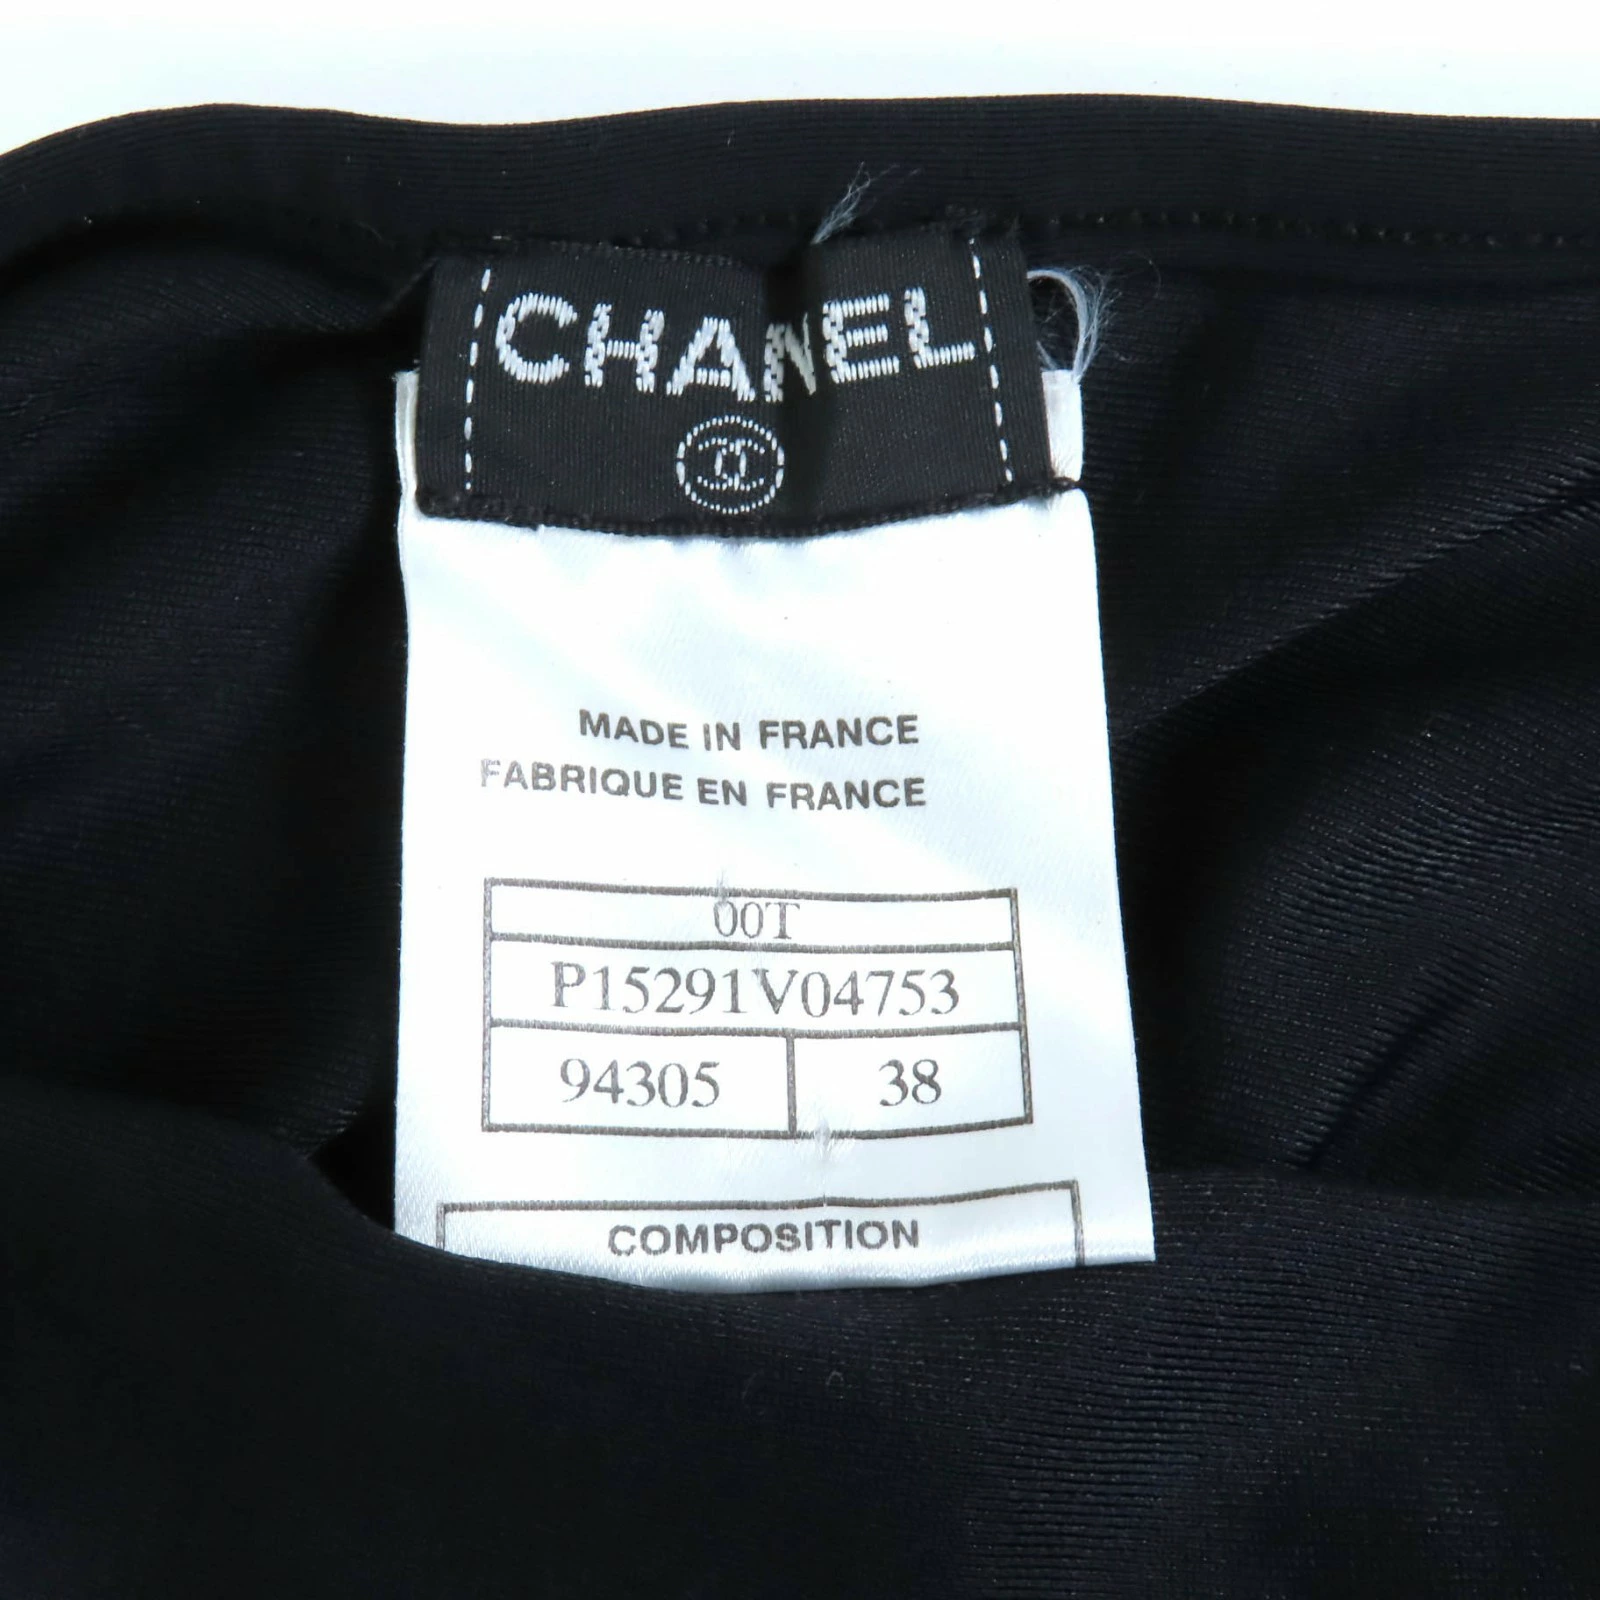 CHANEL
MADE IN FRANCE
FABRIQUE EN FRANCE
00T
P15291V04753
94305 38
COMPOSITION